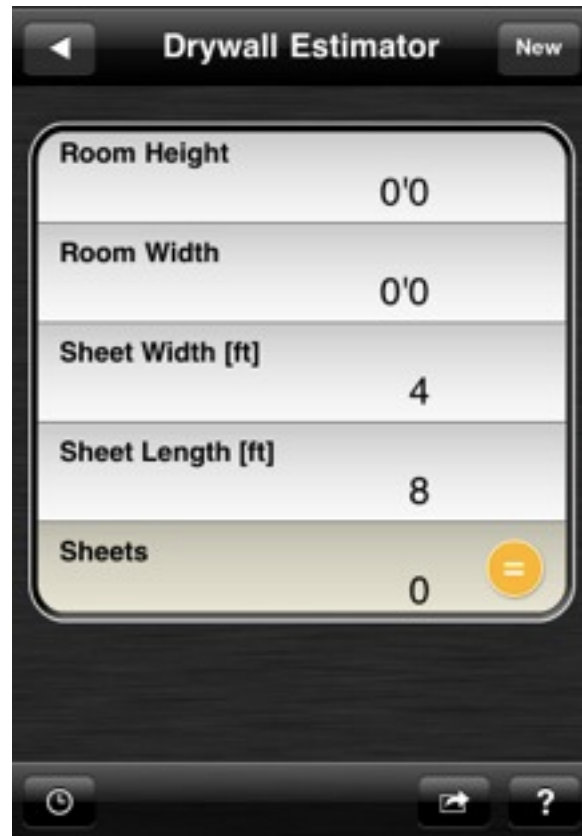 Drywall Estimator
New
Room Height
0'0
Room Width
0'0
Sheet Width [ft]
4
Sheet Length [ft]
8
Sheets
=
0
?